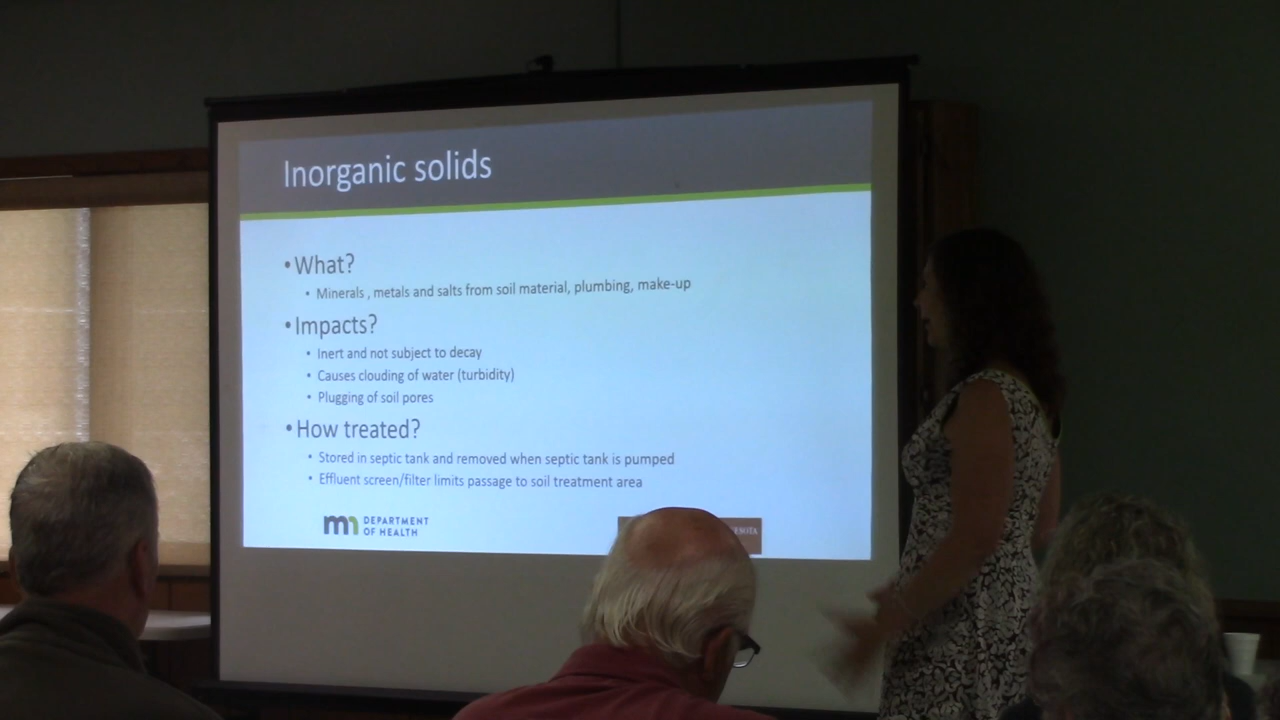 Inorganic solids
• What?
• Minerals , metals and salts from soil material, plumbing, make-up
• Impacts?
• Inert and not subject to decay
• Causes clouding of water (turbidity)
• Plugging of soil pores
• How treated?
• Stored in septic tank and removed when septic tank is pumped
• Effluent screen/filter limits passage to soil treatment area
mn DEPARTMENT
OF HEALTH